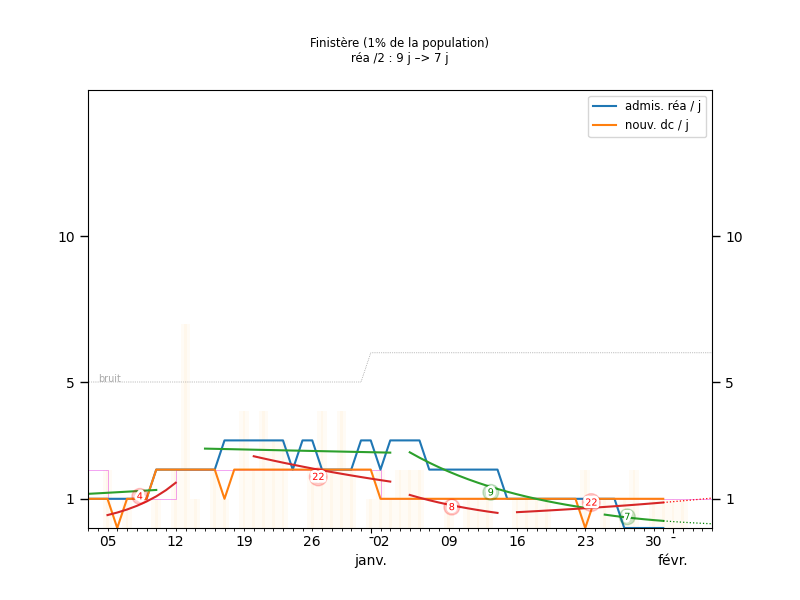 Finistère (1% de la population)
réa /2 : 9 j –> 7 j
admis. réa / j
nouv. dc / j
10 10
bruit
5 5
4 22 8 9 22 7
1 1
05 12 19 26 02 09 16 23 30
janv. févr.